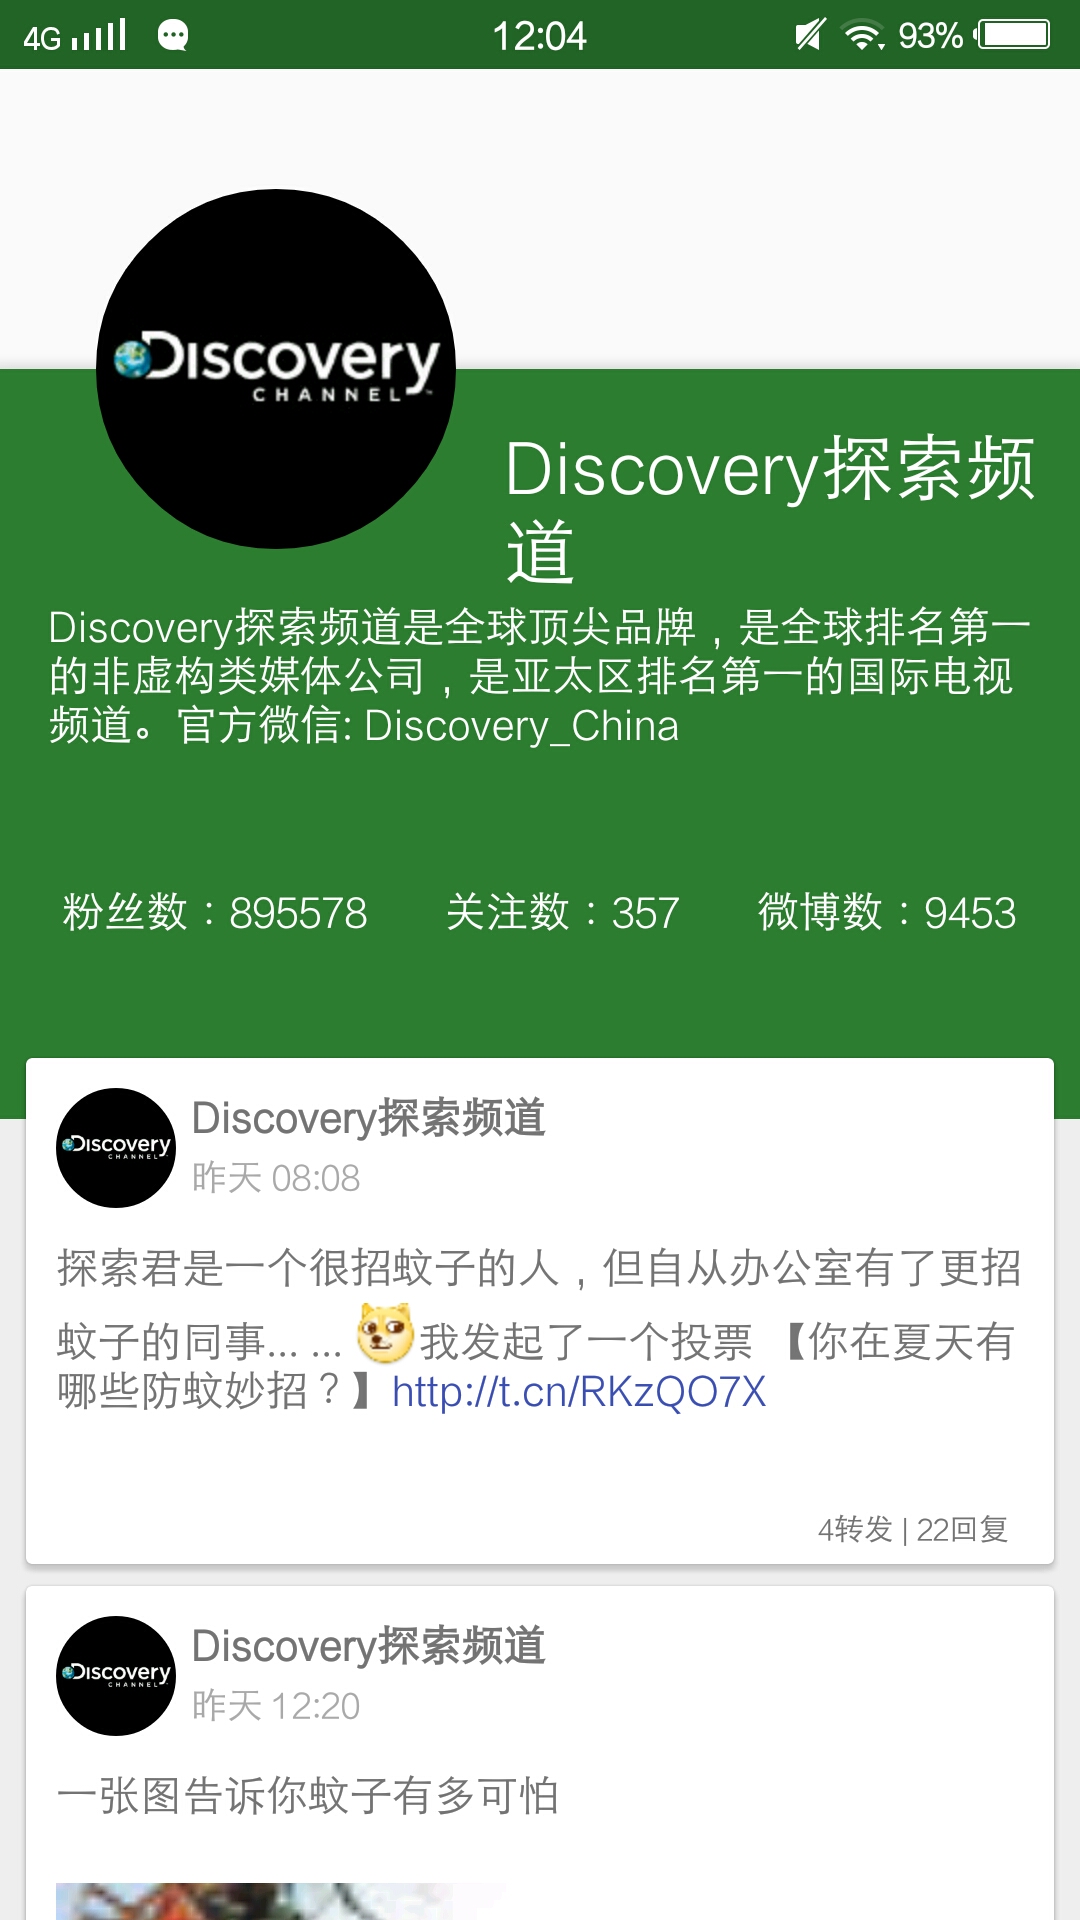 4G 12:04 93%
Discovery
CHANNEL
Discovery探索频
道
Discovery探索频道是全球顶尖品牌，是全球排名第一
的非虚构类媒体公司，是亚太区排名第一的国际电视
频道。官方微信: Discovery_China
粉丝数：895578 关注数：357 微博数：9453
Discovery
CHANNEL
Discovery探索频道
昨天 08:08
探索君是一个很招蚊子的人，但自从办公室有了更招
蚊子的同事... ... 我发起了一个投票 【你在夏天有
哪些防蚊妙招？】http://t.cn/RKzQO7X
4转发 | 22回复
Discovery
CHANNEL
Discovery探索频道
昨天 12:20
一张图告诉你蚊子有多可怕